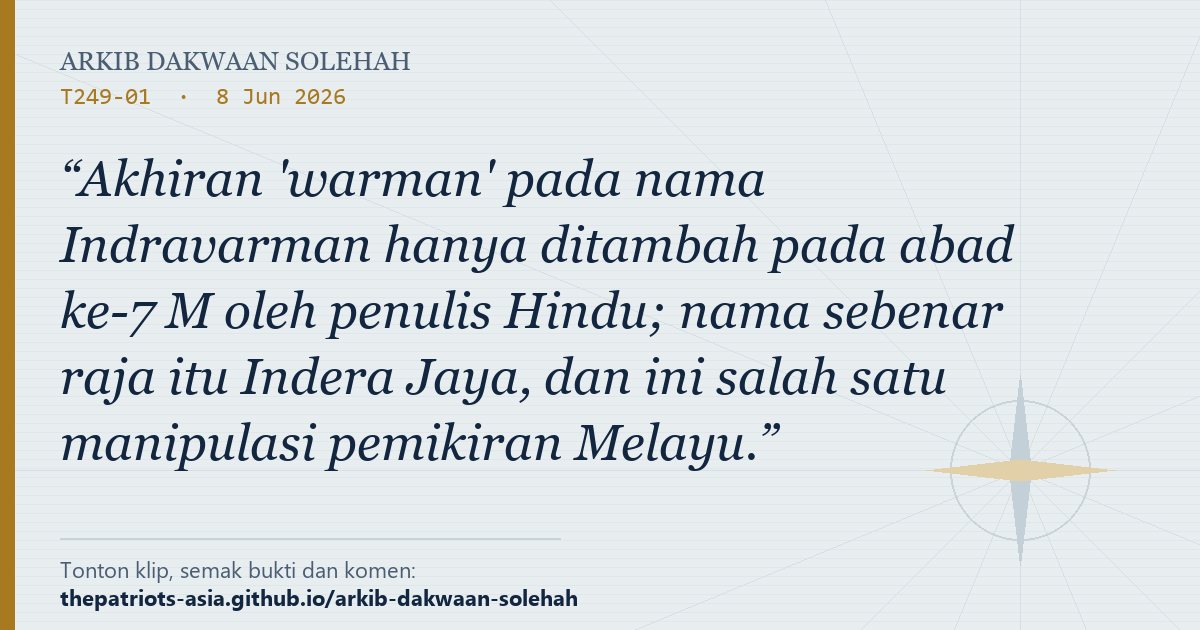 ARKIB DAKWAAN SOLEHAH
T249-01 · 8 Jun 2026
“Akhiran 'warman' pada nama
Indravarman hanya ditambah pada abad
ke-7 M oleh penulis Hindu; nama sebenar
raja itu Indera Jaya, dan ini salah satu
manipulasi pemikiran Melayu.”
Tonton klip, semak bukti dan komen:
thepatriots-asia.github.io/arkib-dakwaan-solehah